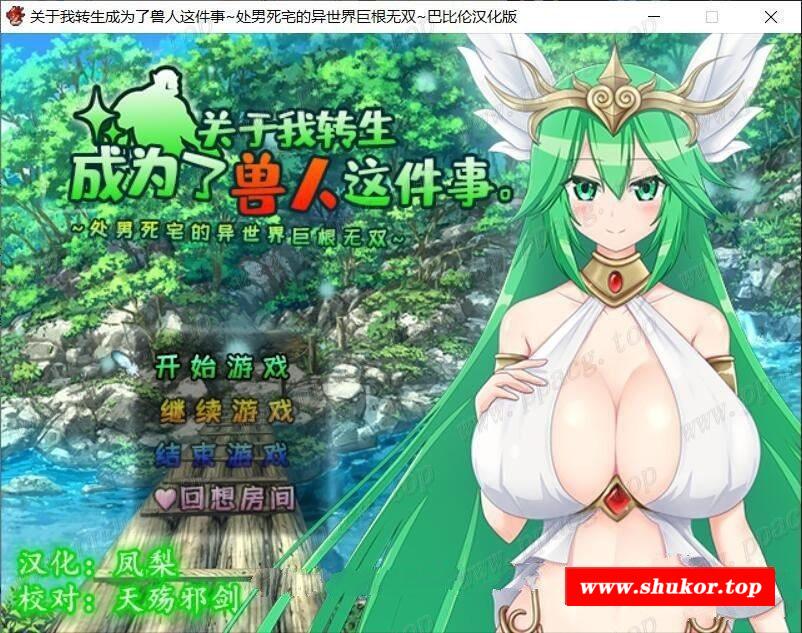 关于我转生成为了兽人这件事~处男死宅的异世界巨根无双~巴比伦汉化版
关于我转生
成为了兽人这件事。
~处男死宅的异世界巨根无双~
开始游戏
继续游戏
结束游戏
回想房间
汉化：凤梨
校对：天殇邪剑
www.shukor.top